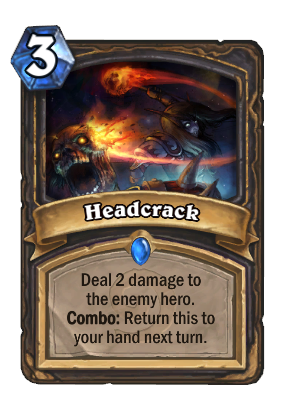 3
Headcrack
Deal 2 damage to
the enemy hero.
Combo: Return this to
your hand next turn.